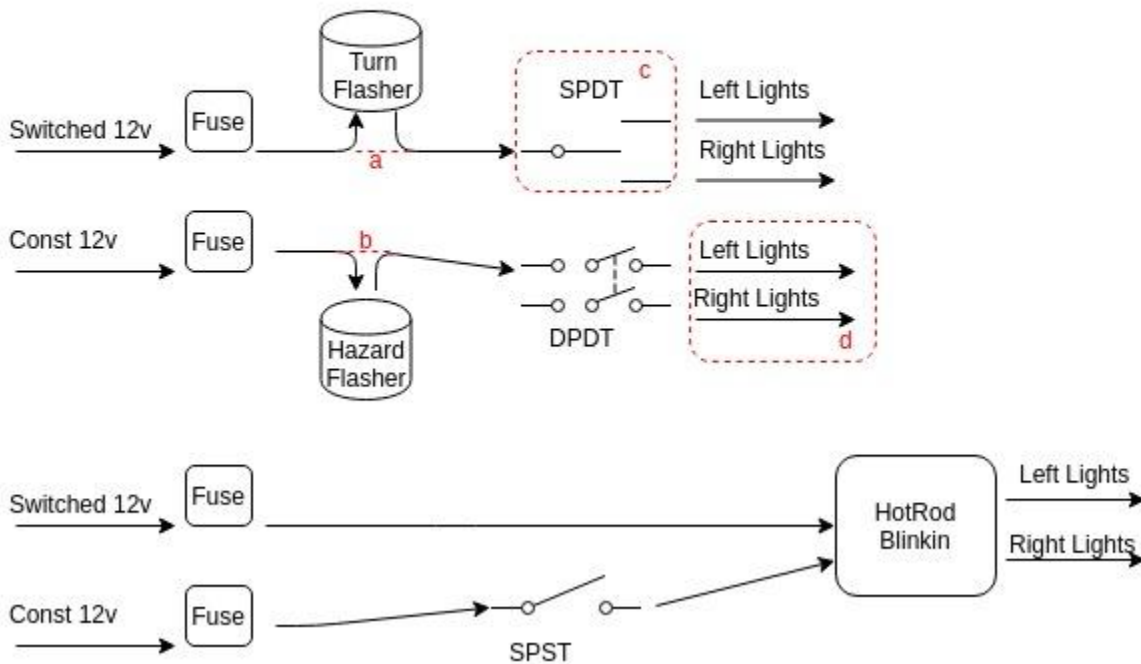 Turn
Flasher
c
SPDT
Left Lights
Fuse
Switched 12v
a
Right Lights
Const 12v
Fuse
b
Left Lights
Right Lights
DPDT
d
Hazard
Flasher
Switched 12v
Fuse
HotRod
Blinkin
Left Lights
Right Lights
Const 12v
Fuse
SPST